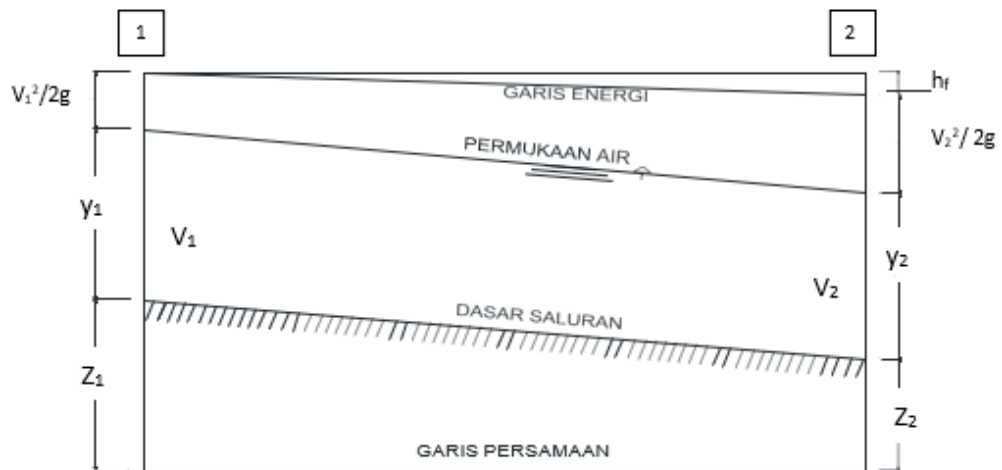 1
2
V₁²/2g
hf
GARIS ENERGI
V₂²/ 2g
PERMUKAAN AIR
y₁
V₁
y₂
V₂
DASAR SALURAN
Z₁
Z₂
GARIS PERSAMAAN